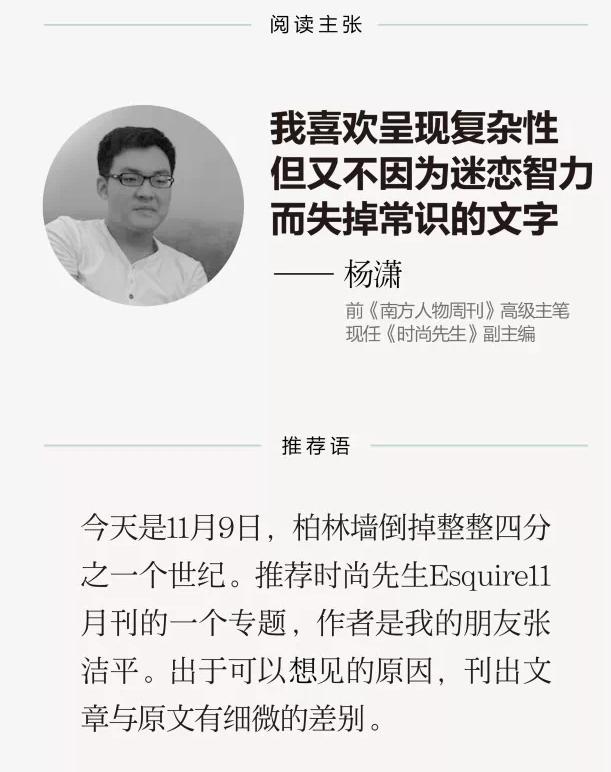 阅读主张
我喜欢呈现复杂性
但又不因为迷恋智力
而失掉常识的文字
—— 杨潇
前《南方人物周刊》高级主笔
现任《时尚先生》副主编
推荐语
今天是11月9日，柏林墙倒掉整整四分
之一个世纪。推荐时尚先生Esquire11
月刊的一个专题，作者是我的朋友张
洁平。出于可以想见的原因，刊出文
章与原文有细微的差别。